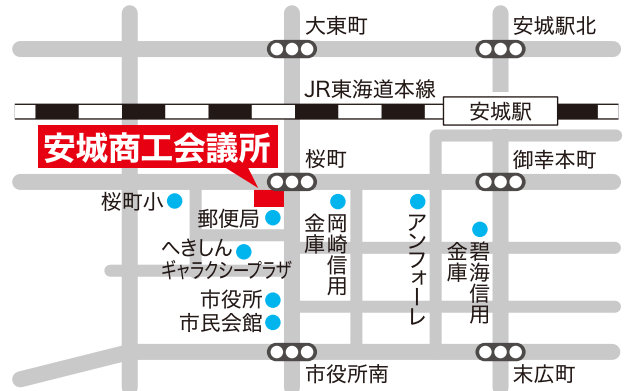 大東町
安城駅北
JR東海道本線
安城駅
安城商工会議所
桜町
御幸本町
桜町小
郵便局
岡崎信用
金庫
アンフォーレ
碧海信用
金庫
へきしん
ギャラクシープラザ
市役所
市民会館
市役所南
末広町